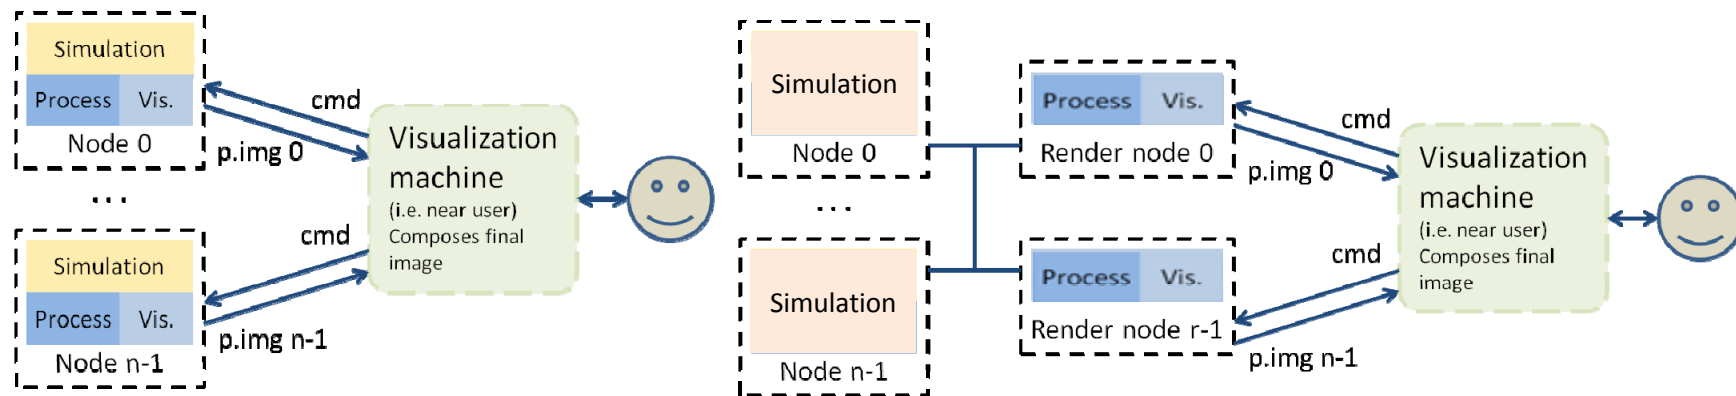 Simulation
Process Vis.
Node 0
cmd
p.img 0
...
Simulation
Process Vis.
Node n-1
cmd
p.img n-1
Visualization
machine
(i.e. near user)
Composes final
image
Simulation
Node 0
...
Simulation
Node n-1
Process Vis.
Render node 0
cmd
p.img 0
Process Vis.
Render node r-1
cmd
p.img n-1
Visualization
machine
(i.e. near user)
Composes final
image